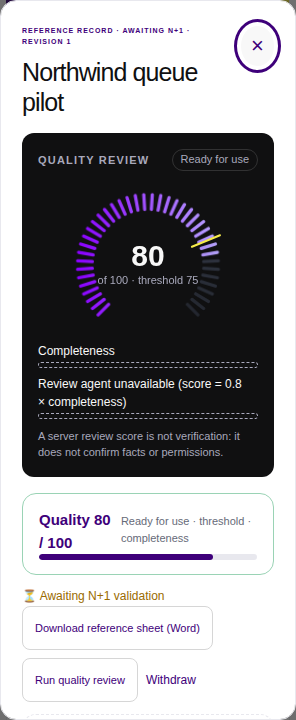 REFERENCE RECORD · AWAITING N+1 ·
REVISION 1
✕
Northwind queue
pilot
QUALITY REVIEW
Ready for use
80
of 100 · threshold 75
Completeness
Review agent unavailable (score = 0.8
× completeness)
A server review score is not verification: it
does not confirm facts or permissions.
Quality 80
/ 100
Ready for use · threshold ·
completeness
⏳ Awaiting N+1 validation
Download reference sheet (Word)
Run quality review
Withdraw